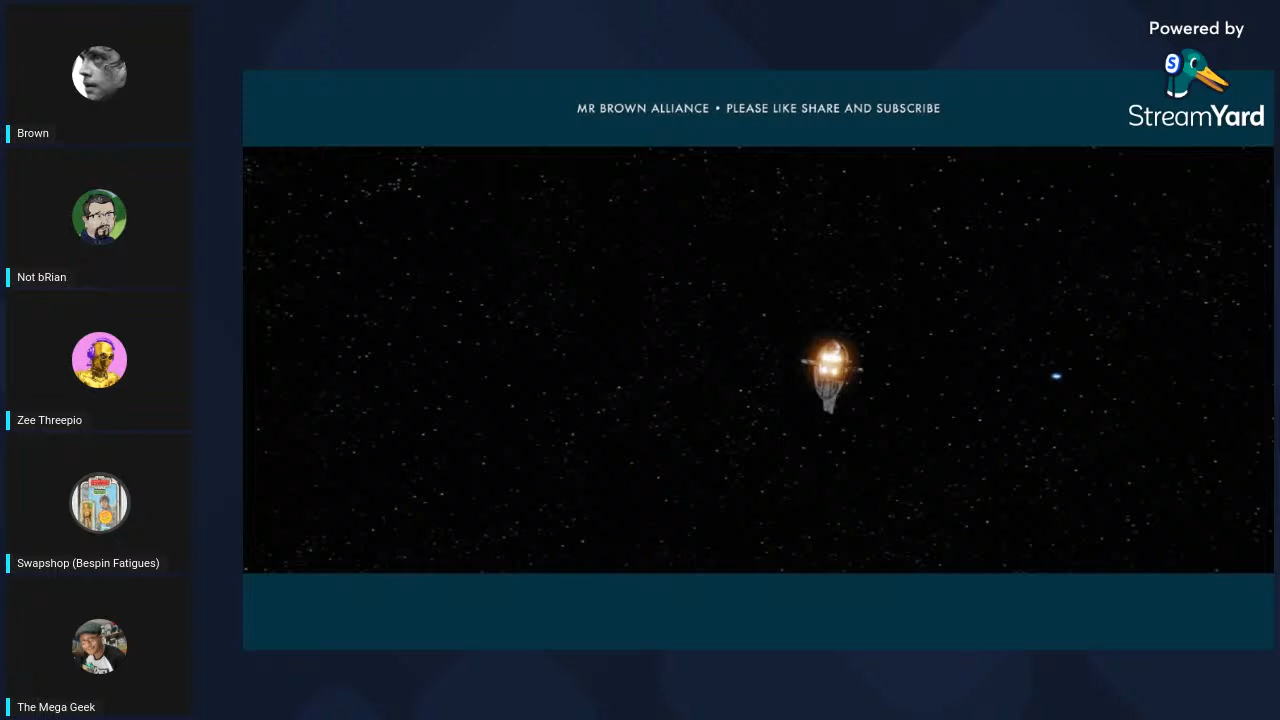 Powered by
StreamYard
MR BROWN ALLIANCE • PLEASE LIKE SHARE AND SUBSCRIBE
Brown
Not bRian
Zee Threepio
Swapshop (Bespin Fatigues)
The Mega Geek